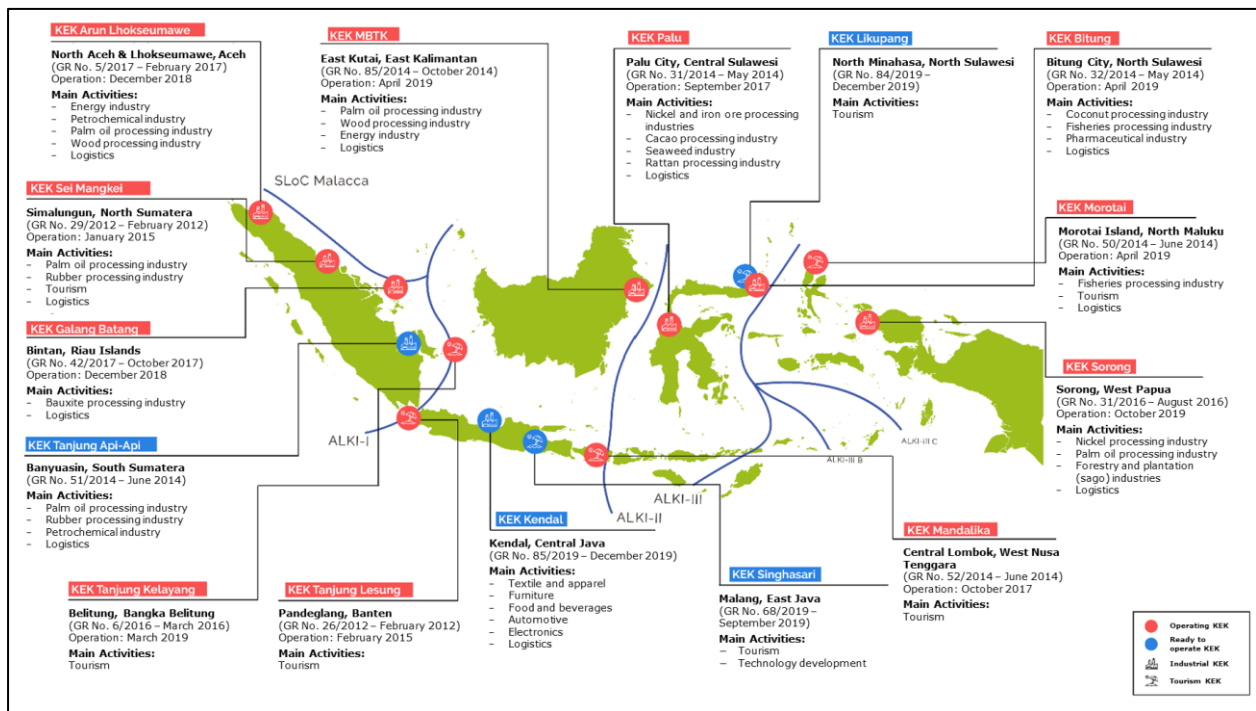 KEK Arun Lhokseumawe
North Aceh & Lhokseumawe, Aceh
(GR No. 5/2017 – February 2017)
Operation: December 2018
Main Activities:
– Energy industry
– Petrochemical industry
– Palm oil processing industry
– Wood processing industry
– Logistics
KEK MBTK
East Kutai, East Kalimantan
(GR No. 85/2014 – October 2014)
Operation: April 2019
Main Activities:
– Palm oil processing industry
– Wood processing industry
– Energy industry
– Logistics
KEK Palu
Palu City, Central Sulawesi
(GR No. 31/2014 – May 2014)
Operation: September 2017
Main Activities:
– Nickel and iron ore processing
industries
– Cacao processing industry
– Seaweed industry
– Rattan processing industry
– Logistics
KEK Likupang
North Minahasa, North Sulawesi
(GR No. 84/2019 –
December 2019)
Main Activities:
Tourism
KEK Bitung
Bitung City, North Sulawesi
(GR No. 32/2014 – May 2014)
Operation: April 2019
Main Activities:
– Coconut processing industry
– Fisheries processing industry
– Pharmaceutical industry
– Logistics
SLoC Malacca
KEK Sei Mangkei
Simalungun, North Sumatera
(GR No. 29/2012 – February 2012)
Operation: January 2015
Main Activities:
– Palm oil processing industry
– Rubber processing industry
– Tourism
– Logistics
KEK Morotai
Morotai Island, North Maluku
(GR No. 50/2014 – June 2014)
Operation: April 2019
Main Activities:
– Fisheries processing industry
– Tourism
– Logistics
KEK Galang Batang
Bintan, Riau Islands
(GR No. 42/2017 – October 2017)
Operation: December 2018
Main Activities:
– Bauxite processing industry
– Logistics
KEK Sorong
Sorong, West Papua
(GR No. 31/2016 – August 2016)
Operation: October 2019
Main Activities:
– Nickel processing industry
– Palm oil processing industry
– Forestry and plantation
(sago) industries
– Logistics
KEK Tanjung Api-Api
Banyuasin, South Sumatera
(GR No. 51/2014 – June 2014)
Main Activities:
– Palm oil processing industry
– Rubber processing industry
– Petrochemical industry
– Logistics
ALKI-I
ALKI-II
ALKI-III
ALKI-III B
ALKI-III C
KEK Tanjung Kelayang
Belitung, Bangka Belitung
(GR No. 6/2016 – March 2016)
Operation: March 2019
Main Activities:
Tourism
KEK Tanjung Lesung
Pandeglang, Banten
(GR No. 26/2012 – February 2012)
Operation: February 2015
Main Activities:
Tourism
KEK Kendal
Kendal, Central Java
(GR No. 85/2019 – December 2019)
Main Activities:
– Textile and apparel
– Furniture
– Food and beverages
– Automotive
– Electronics
– Logistics
KEK Singhasari
Malang, East Java
(GR No. 68/2019 –
September 2019)
Main Activities:
– Tourism
– Technology development
KEK Mandalika
Central Lombok, West Nusa
Tenggara
(GR No. 52/2014 – June 2014)
Operation: October 2017
Main Activities:
Tourism
Operating KEK
Ready to
operate KEK
Industrial KEK
Tourism KEK